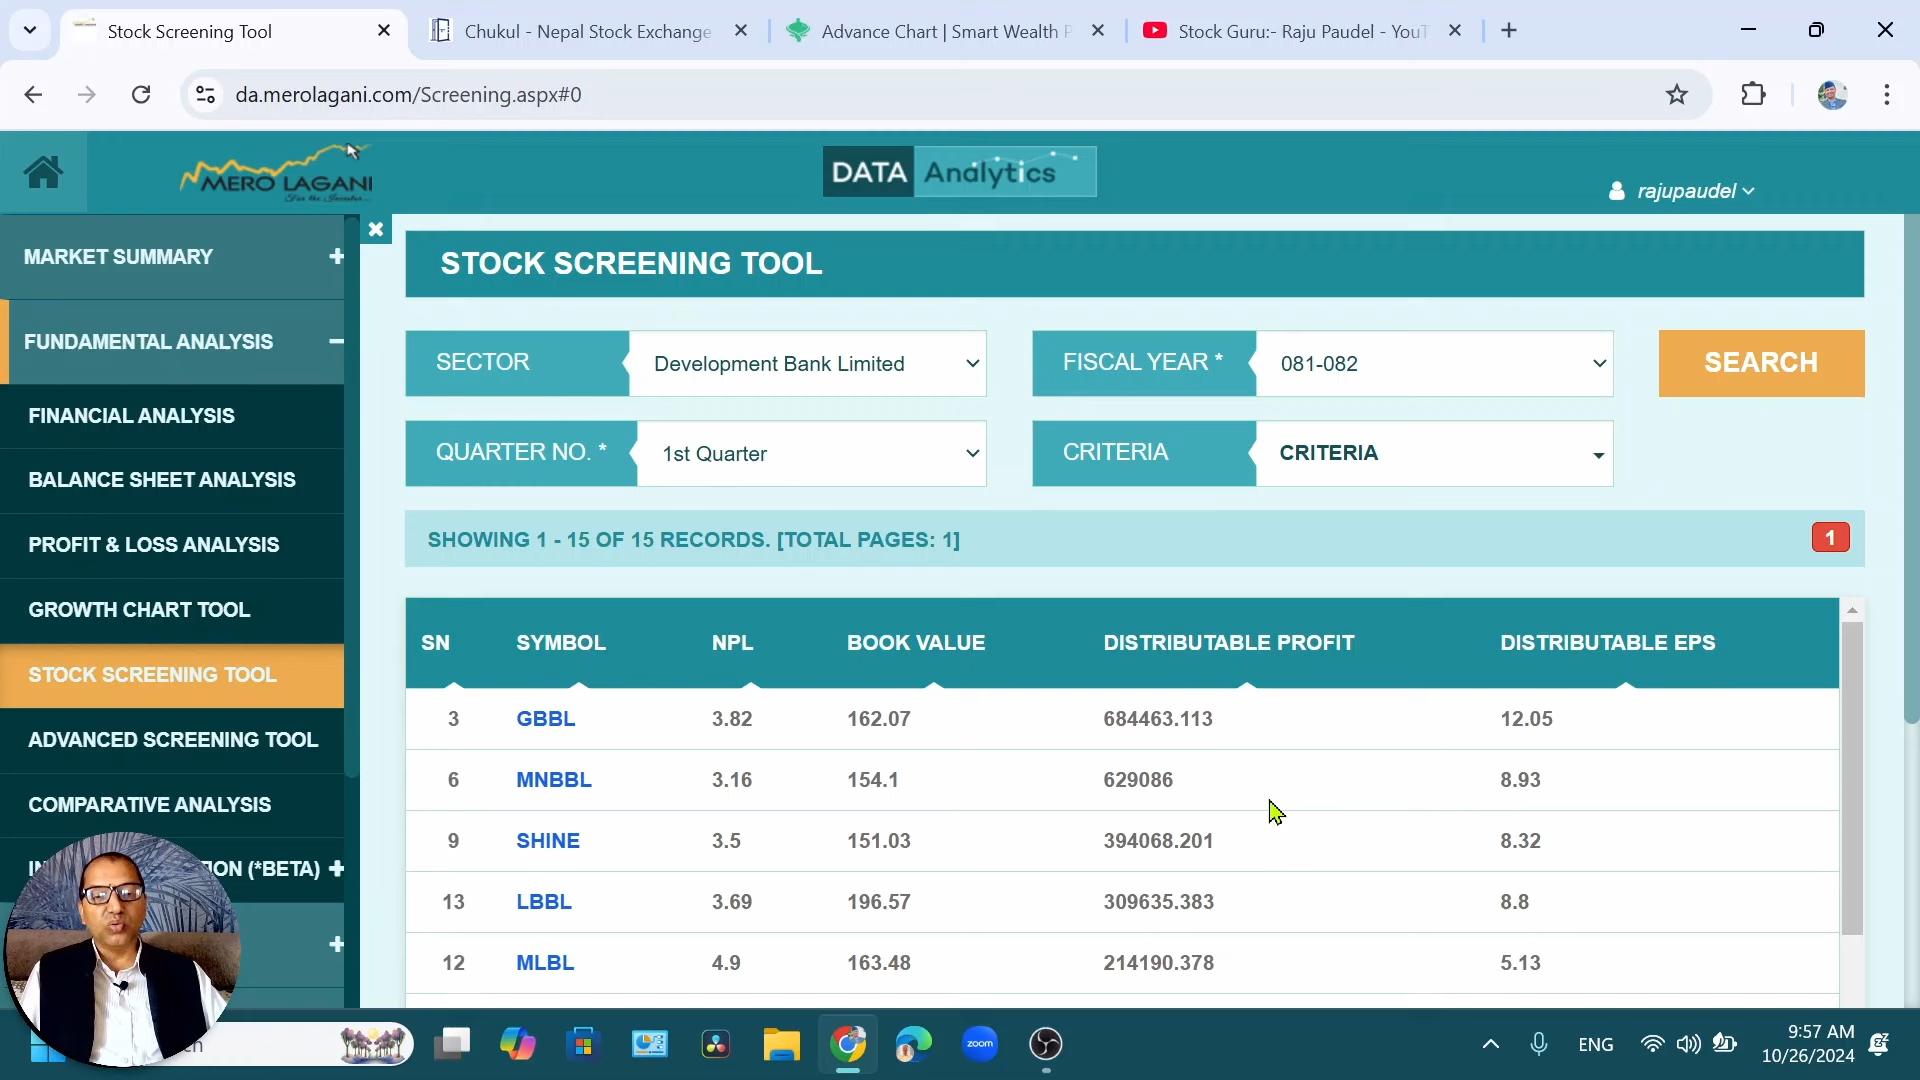 Stock Screening Tool
Chukul - Nepal Stock Exchange
Advance Chart | Smart Wealth P
Stock Guru:- Raju Paudel - YouT
da.merolagani.com/Screening.aspx#0
MERO LAGANI
For the Investor...
DATA Analytics
rajupaudel
MARKET SUMMARY
FUNDAMENTAL ANALYSIS
FINANCIAL ANALYSIS
BALANCE SHEET ANALYSIS
PROFIT & LOSS ANALYSIS
GROWTH CHART TOOL
STOCK SCREENING TOOL
ADVANCED SCREENING TOOL
COMPARATIVE ANALYSIS
ON (*BETA)
STOCK SCREENING TOOL
SECTOR Development Bank Limited FISCAL YEAR * 081-082 SEARCH
QUARTER NO. * 1st Quarter CRITERIA CRITERIA
SHOWING 1 - 15 OF 15 RECORDS. [TOTAL PAGES: 1] 1
SN SYMBOL NPL BOOK VALUE DISTRIBUTABLE PROFIT DISTRIBUTABLE EPS
3 GBBL 3.82 162.07 684463.113 12.05
6 MNBBL 3.16 154.1 629086 8.93
9 SHINE 3.5 151.03 394068.201 8.32
13 LBBL 3.69 196.57 309635.383 8.8
12 MLBL 4.9 163.48 214190.378 5.13
zoom
ENG
9:57 AM
10/26/2024